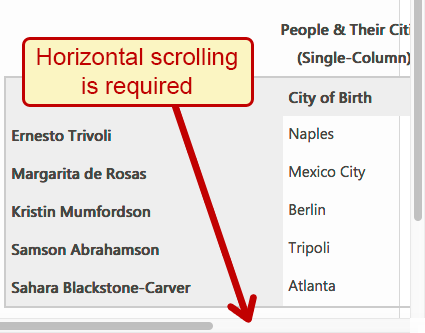 People & Their Citi
(Single-Column)
Horizontal scrolling
is required
City of Birth
Ernesto Trivoli Naples
Margarita de Rosas Mexico City
Kristin Mumfordson Berlin
Samson Abrahamson Tripoli
Sahara Blackstone-Carver Atlanta